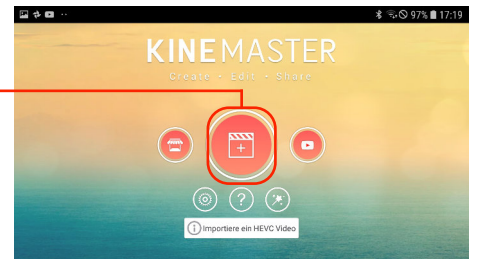 97% 17:19
KINEMASTER
Create • Edit • Share
?
Importiere ein HEVC Video